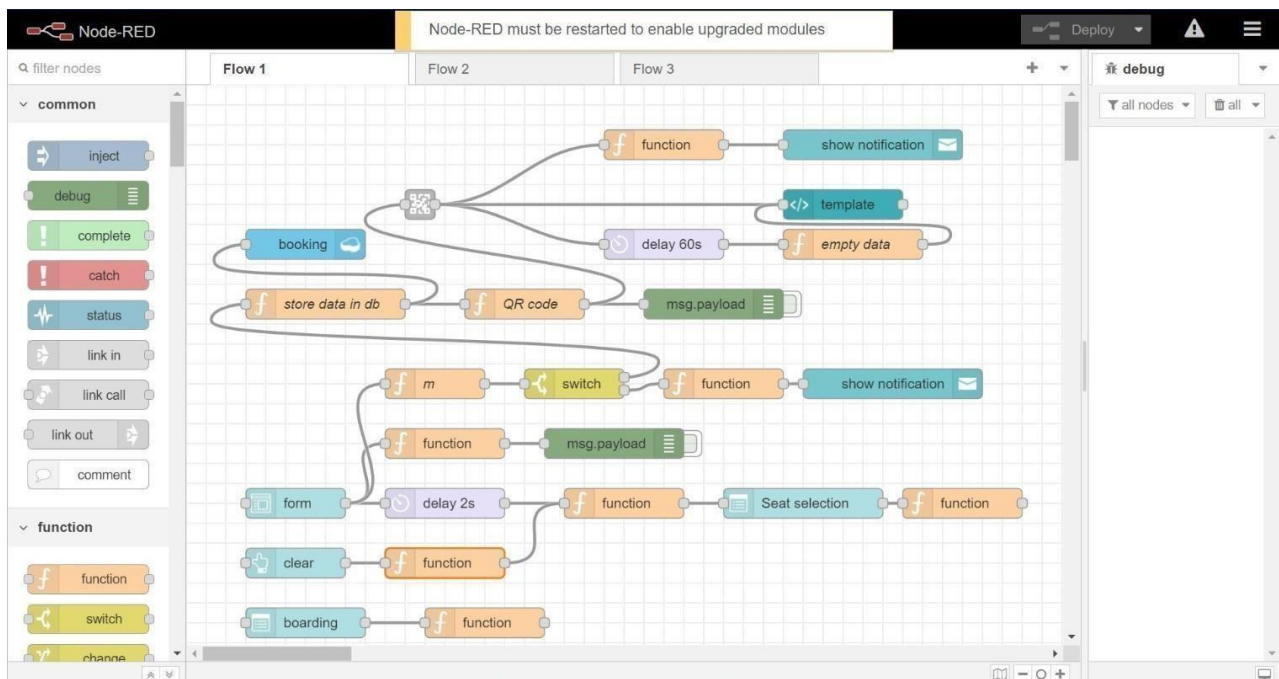 Node-RED
Node-RED must be restarted to enable upgraded modules
Deploy
filter nodes
Flow 1
Flow 2
Flow 3
debug
all nodes
all
common
inject
debug
complete
catch
status
link in
link call
link out
comment
function
function
switch
change
function
show notification
template
booking
delay 60s
empty data
store data in db
QR code
msg.payload
m
switch
function
show notification
function
msg.payload
form
delay 2s
function
Seat selection
function
clear
function
boarding
function